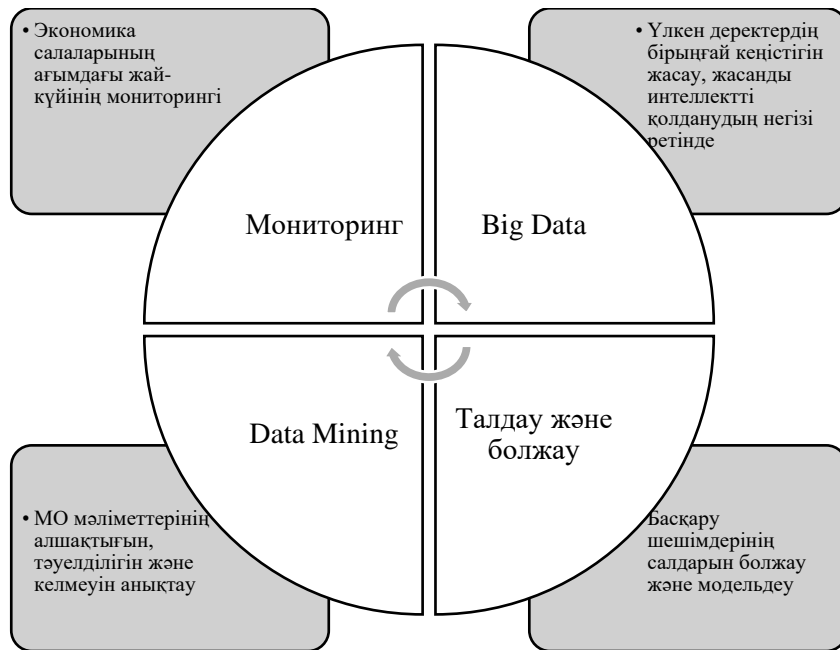 • Экономика
салаларының
ағымдағы жай-
күйінің мониторингі
• Үлкен деректердің
бірыңғай кеңістігін
жасау, жасанды
интеллектті
қолданудың негізі
ретінде
Мониторинг
Big Data
Data Mining
Талдау және
болжау
• МО мәліметтерінің
алшақтығын,
тәуелділігін және
келмеуін анықтау
Басқару
шешімдерінің
салдарын болжау
және модельдеу